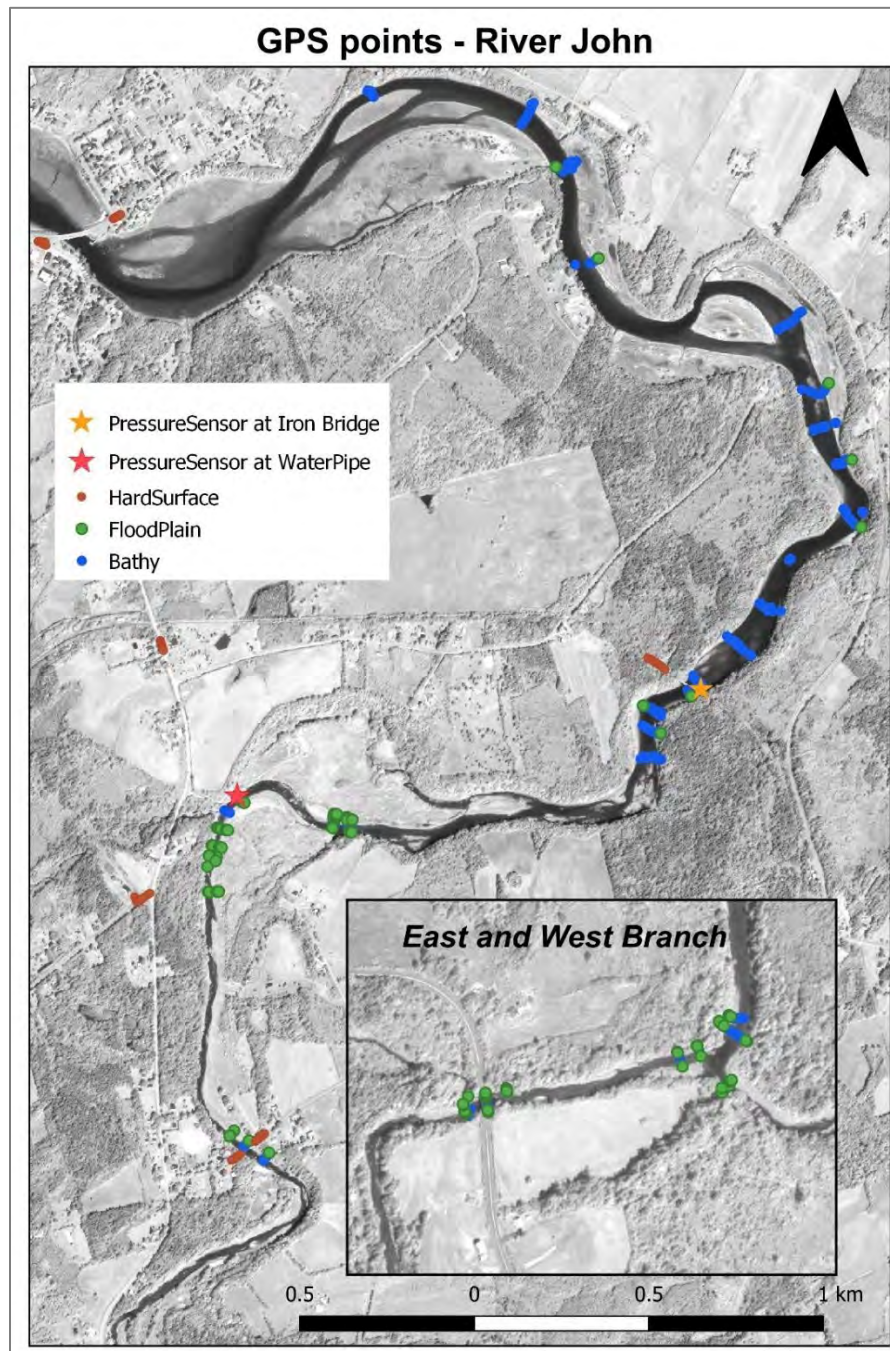 GPS points - River John
PressureSensor at Iron Bridge
PressureSensor at WaterPipe
HardSurface
FloodPlain
Bathy
East and West Branch
0.5 0 0.5 1 km